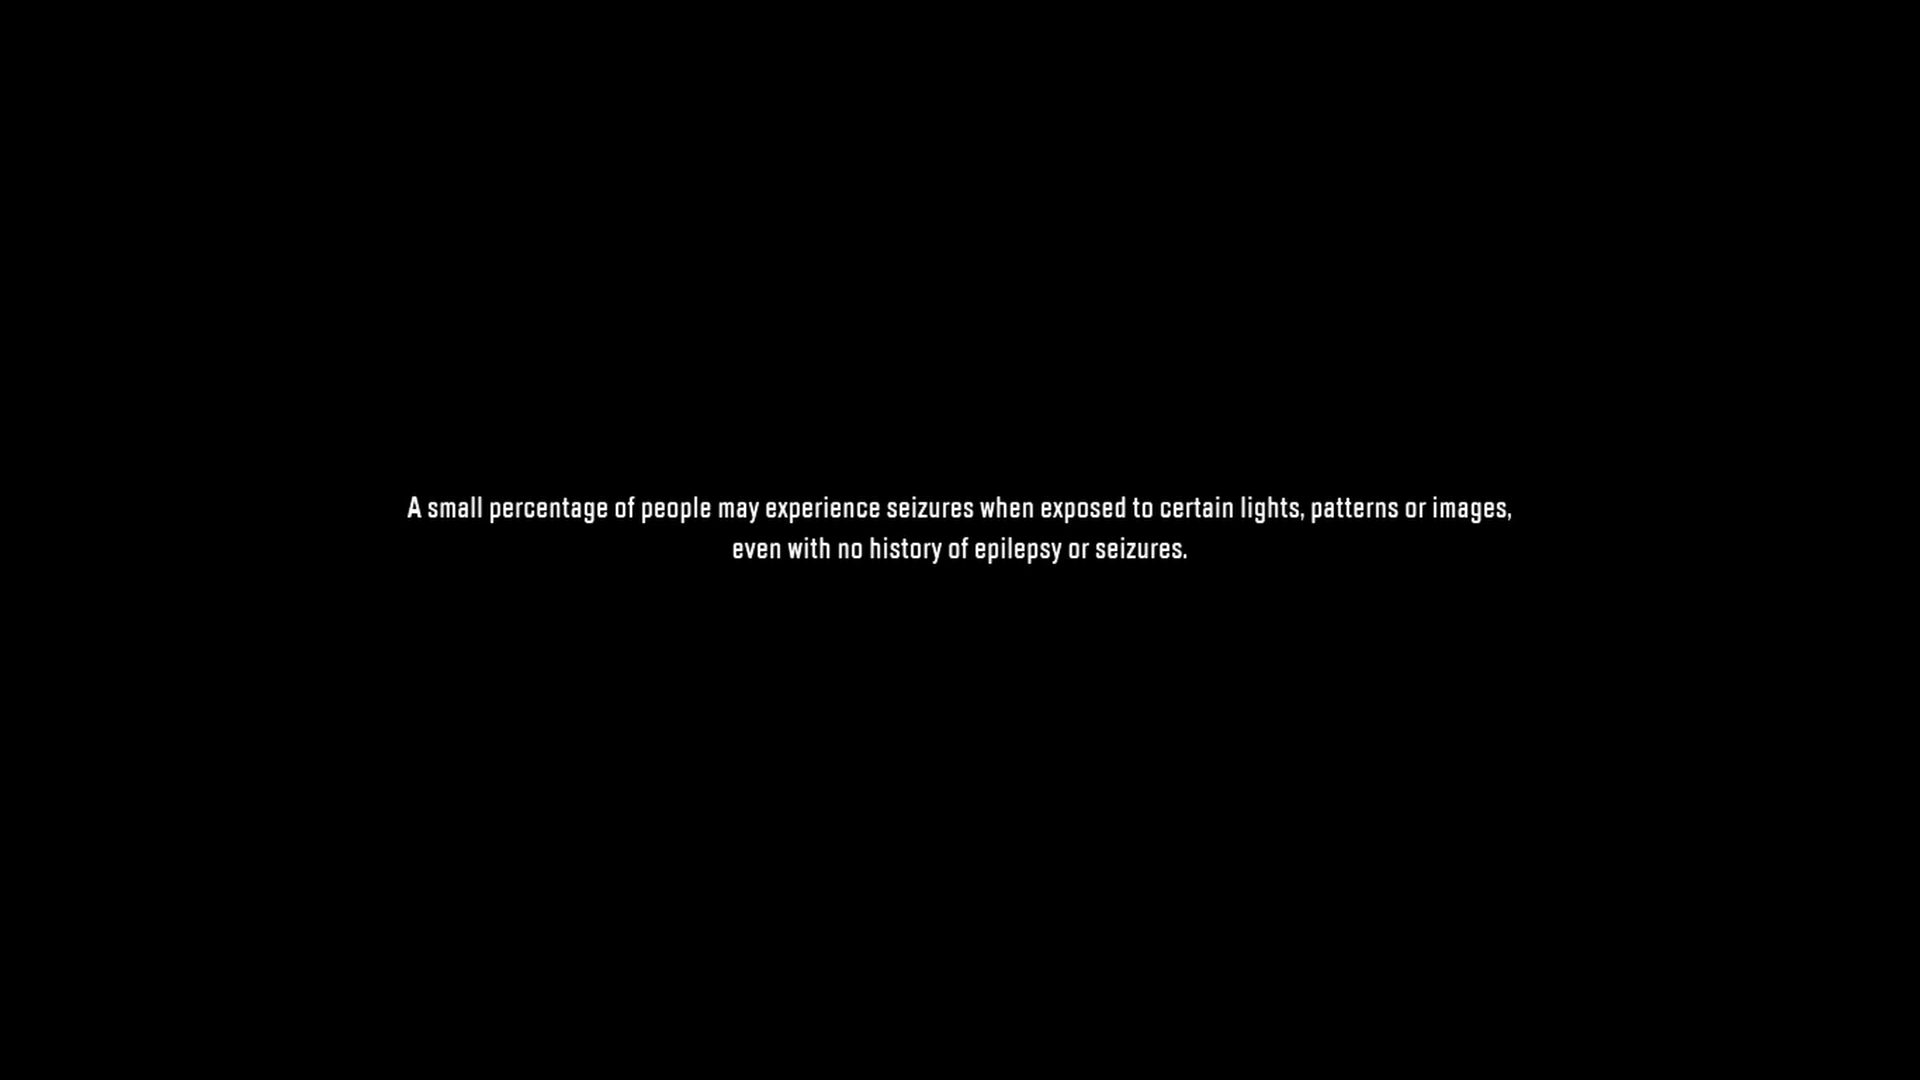 A small percentage of people may experience seizures when exposed to certain lights, patterns or images,
even with no history of epilepsy or seizures.